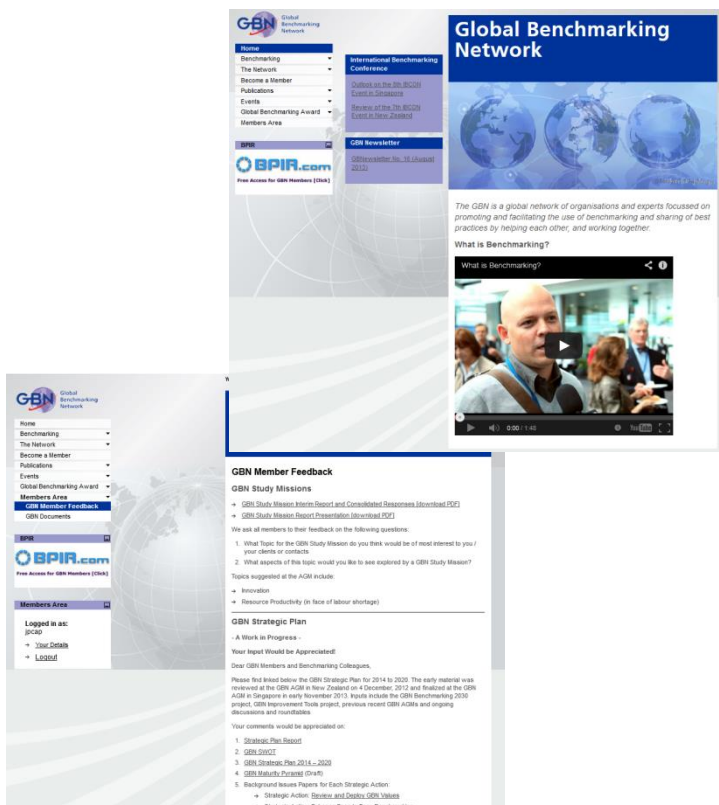 GBN
Global
Benchmarking
Network
Home
Benchmarking
The Network
Become a Member
Publications
Events
Global Benchmarking Award
Members Area
BPIR
BPIR.com
Free Access for GBN Members [Click]
International Benchmarking
Conference
Outlook on the 8th IBCON
Event in Singapore
Review of the 7th IBCON
Event in New Zealand
GBN Newsletter
GBNewsletter No. 16 (August
2013)
Global Benchmarking
Network
The GBN is a global network of organisations and experts focussed on
promoting and facilitating the use of benchmarking and sharing of best
practices by helping each other, and working together.
What is Benchmarking?
What is Benchmarking?
0:00 / 1:48
YouTube
GBN
Global
Benchmarking
Network
Home
Benchmarking
The Network
Become a Member
Publications
Events
Global Benchmarking Award
Members Area
GBN Member Feedback
GBN Documents
BPIR
BPIR.com
Free Access for GBN Members [Click]
Members Area
Logged in as:
jpcap
→ Your Details
→ Logout
GBN Member Feedback
GBN Study Missions
→ GBN Study Mission Interim Report and Consolidated Responses [download PDF]
→ GBN Study Mission Report Presentation [download PDF]
We ask all members to their feedback on the following questions:
1. What Topic for the GBN Study Mission do you think would be of most interest to you /
your clients or contacts
2. What aspects of this topic would you like to see explored by a GBN Study Mission?
Topics suggested at the AGM include:
→ Innovation
→ Resource Productivity (in face of labour shortage)
GBN Strategic Plan
- A Work in Progress -
Your Input Would be Appreciated!
Dear GBN Members and Benchmarking Colleagues,
Please find linked below the GBN Strategic Plan for 2014 to 2020. The early material was
reviewed at the GBN AGM in New Zealand on 4 December, 2012 and finalized at the GBN
AGM in Singapore in early November 2013. Inputs include the GBN Benchmarking 2030
project, GBN Improvement Tools project, previous recent GBN AGMs and ongoing
discussions and roundtables.
Your comments would be appreciated on:
1. Strategic Plan Report
2. GBN SWOT
3. GBN Strategic Plan 2014 – 2020
4. GBN Maturity Pyramid (Draft)
5. Background Issues Papers for Each Strategic Action:
→ Strategic Action: Review and Deploy GBN Values